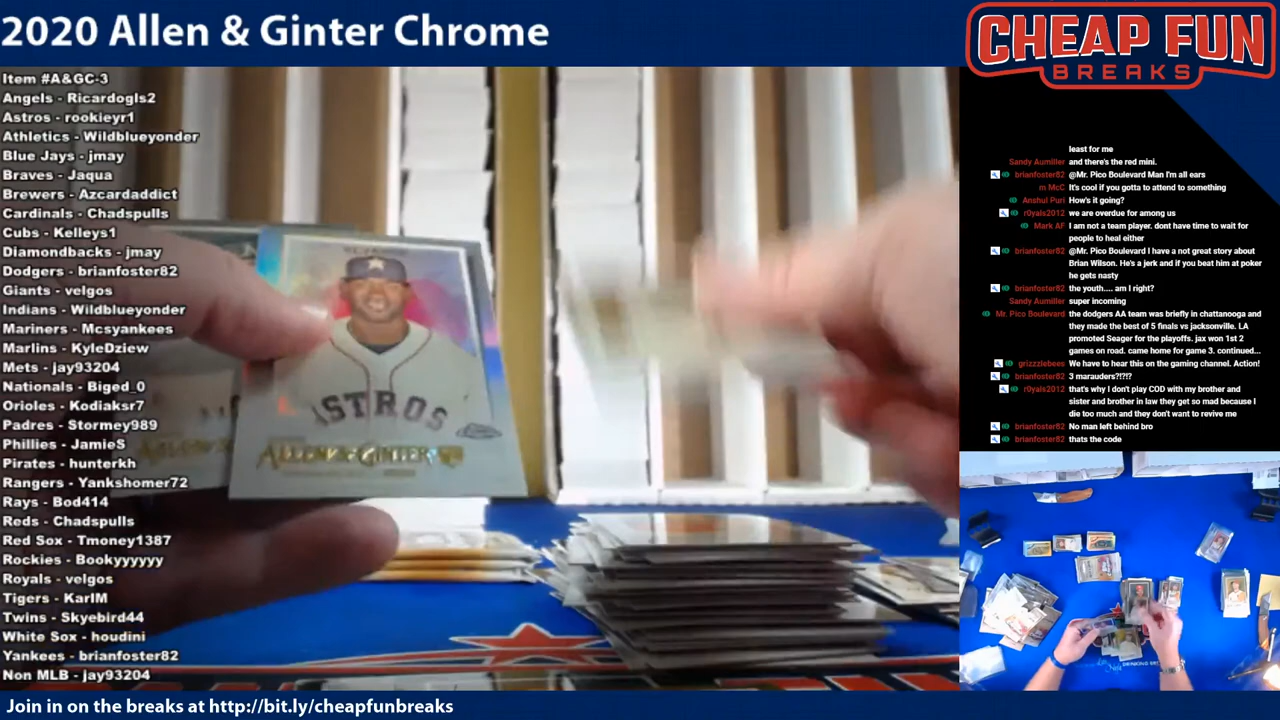 2020 Allen & Ginter Chrome
CHEAP FUN
BREAKS
Item #A&GC-3
Angels - Ricardogls2
Astros - rookieyr1
Athletics - Wildblueyonder
Blue Jays - jmay
Braves - Jaqua
Brewers - Azcardaddict
Cardinals - Chadspulls
Cubs - Kelleys1
Diamondbacks - jmay
Dodgers - brianfoster82
Giants - velgos
Indians - Wildblueyonder
Mariners - Mcsyankees
Marlins - KyleDziew
Mets - jay93204
Nationals - Biged_0
Orioles - Kodiaksr7
Padres - Stormey989
Phillies - JamieS
Pirates - hunterkh
Rangers - Yankshomer72
Rays - Bod414
Reds - Chadspulls
Red Sox - Tmoney1387
Rockies - Bookyyyyyy
Royals - velgos
Tigers - KarlM
Twins - Skyebird44
White Sox - houdini
Yankees - brianfoster82
Non MLB - jay93204
ASTROS
ALLEN & GINTER'S
least for me
Sandy Aumiller and there's the red mini.
brianfoster82 @Mr. Pico Boulevard Man I'm all ears
m McC It's cool if you gotta to attend to something
Anshul Puri How's it going?
r0yals2012 we are overdue for among us
Mark AF I am not a team player. dont have time to wait for
people to heal either
brianfoster82 @Mr. Pico Boulevard I have a not great story about
Brian Wilson. He's a jerk and if you beat him at poker
he gets nasty
brianfoster82 the youth.... am I right?
Sandy Aumiller super incoming
Mr. Pico Boulevard the dodgers AA team was briefly in chattanooga and
they made the best of 5 finals vs jacksonville. LA
promoted Seager for the playoffs. jax won 1st 2
games on road. came home for game 3. continued...
grizzzlebees We have to hear this on the gaming channel. Action!
brianfoster82 3 marauders?!?!?
r0yals2012 that's why I don't play COD with my brother and
sister and brother in law they get so mad because I
die too much and they don't want to revive me
brianfoster82 No man left behind bro
brianfoster82 thats the code
Join in on the breaks at http://bit.ly/cheapfunbreaks